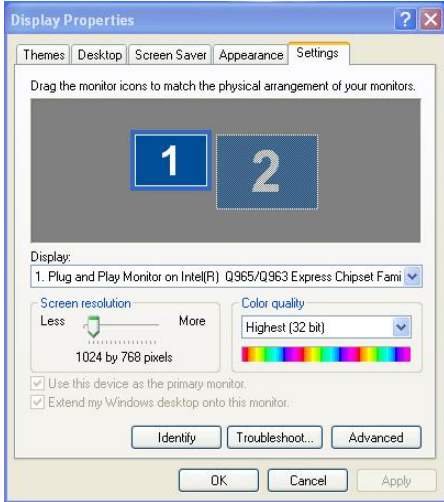 Display Properties
Themes Desktop Screen Saver Appearance Settings
Drag the monitor icons to match the physical arrangement of your monitors.
1 2
Display:
1. Plug and Play Monitor on Intel(R) Q965/Q963 Express Chipset Fami
Screen resolution
Less More
1024 by 768 pixels
Color quality
Highest (32 bit)
Use this device as the primary monitor.
Extend my Windows desktop onto this monitor.
Identify Troubleshoot... Advanced
OK Cancel Apply